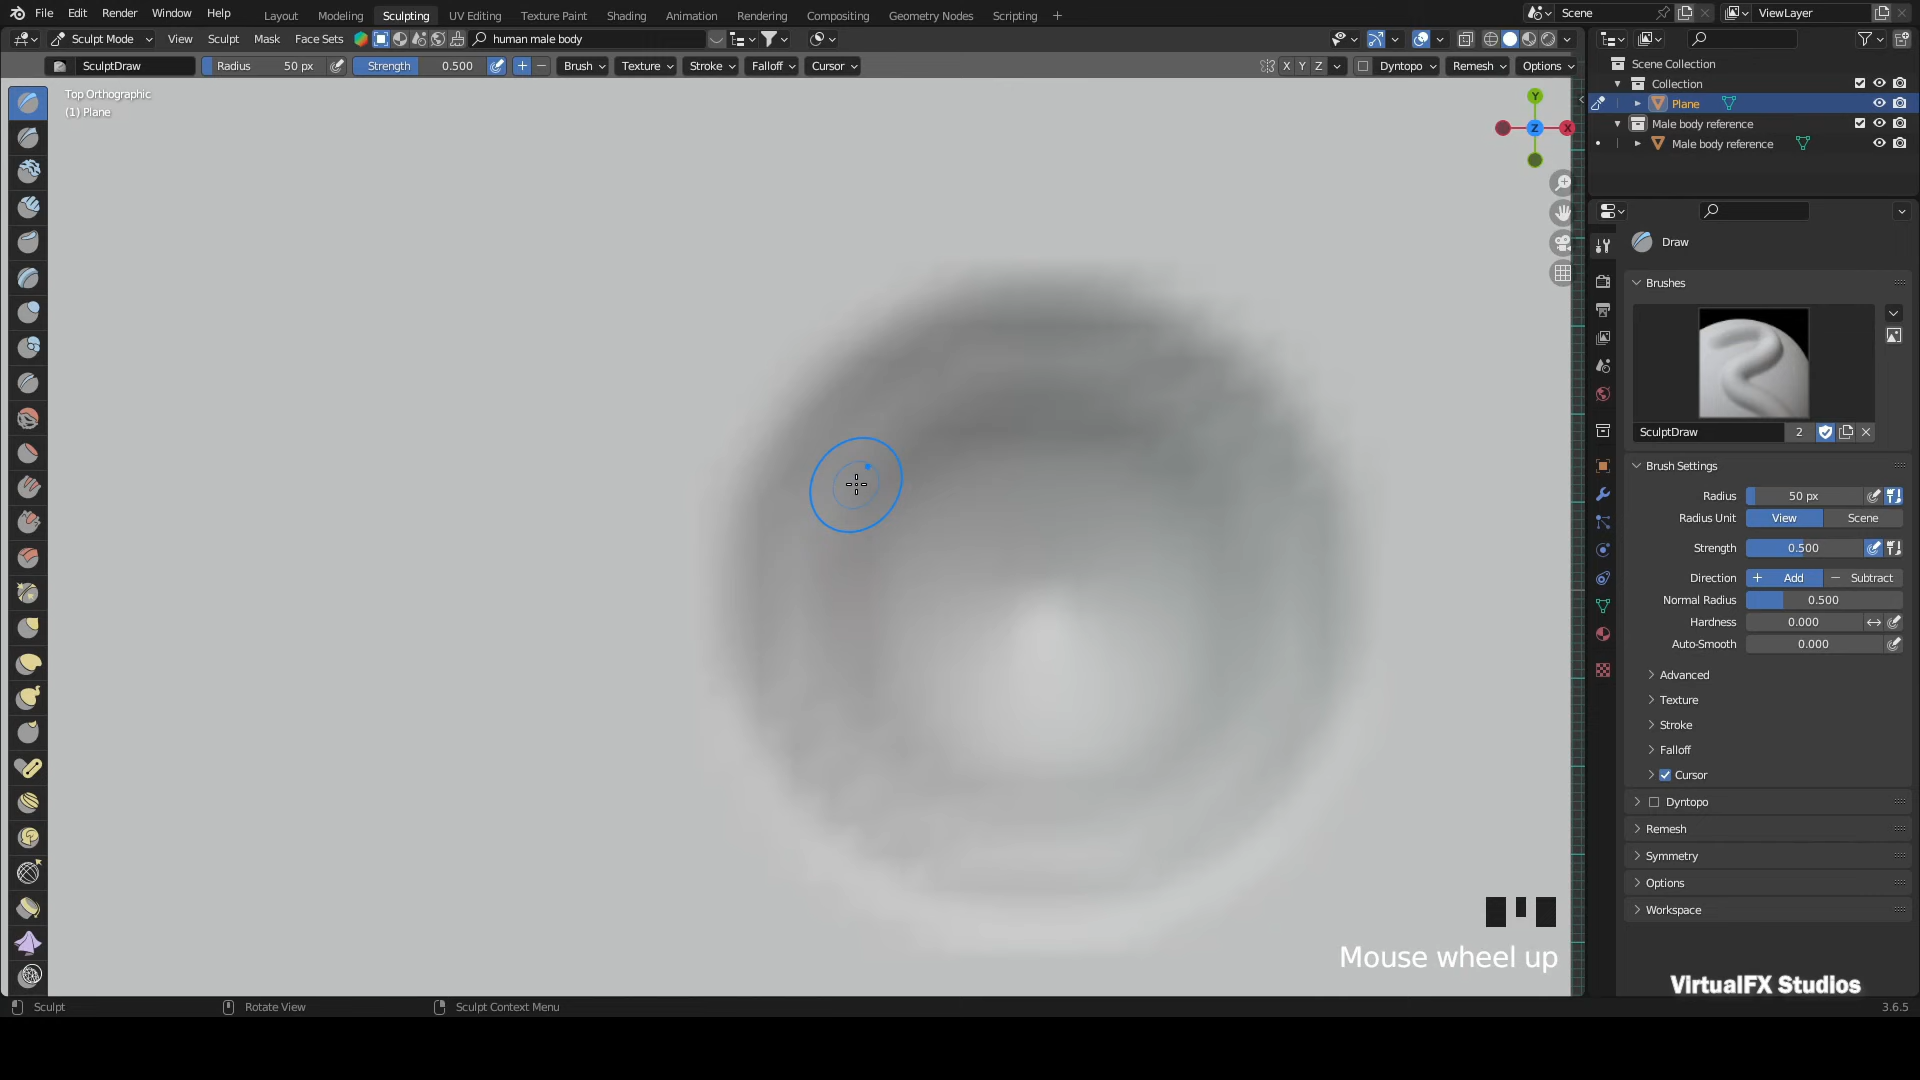 File Edit Render Window Help Layout Modeling Sculpting UV Editing Texture Paint Shading Animation Rendering Compositing Geometry Nodes Scripting + Scene ViewLayer
Sculpt Mode View Sculpt Mask Face Sets human male body
SculptDraw Radius 50 px Strength 0.500 + − Brush Texture Stroke Falloff Cursor X Y Z Dyntopo Remesh Options
Top Orthographic
(1) Plane
Y
X
Z
Scene Collection
Collection
Plane
Male body reference
Male body reference
Draw
Brushes
SculptDraw 2
Brush Settings
Radius 50 px
Radius Unit View Scene
Strength 0.500
Direction + Add − Subtract
Normal Radius 0.500
Hardness 0.000
Auto-Smooth 0.000
Advanced
Texture
Stroke
Falloff
Cursor
Dyntopo
Remesh
Symmetry
Options
Workspace
Mouse wheel up
VirtualFX Studios
Sculpt Rotate View Sculpt Context Menu 3.6.5